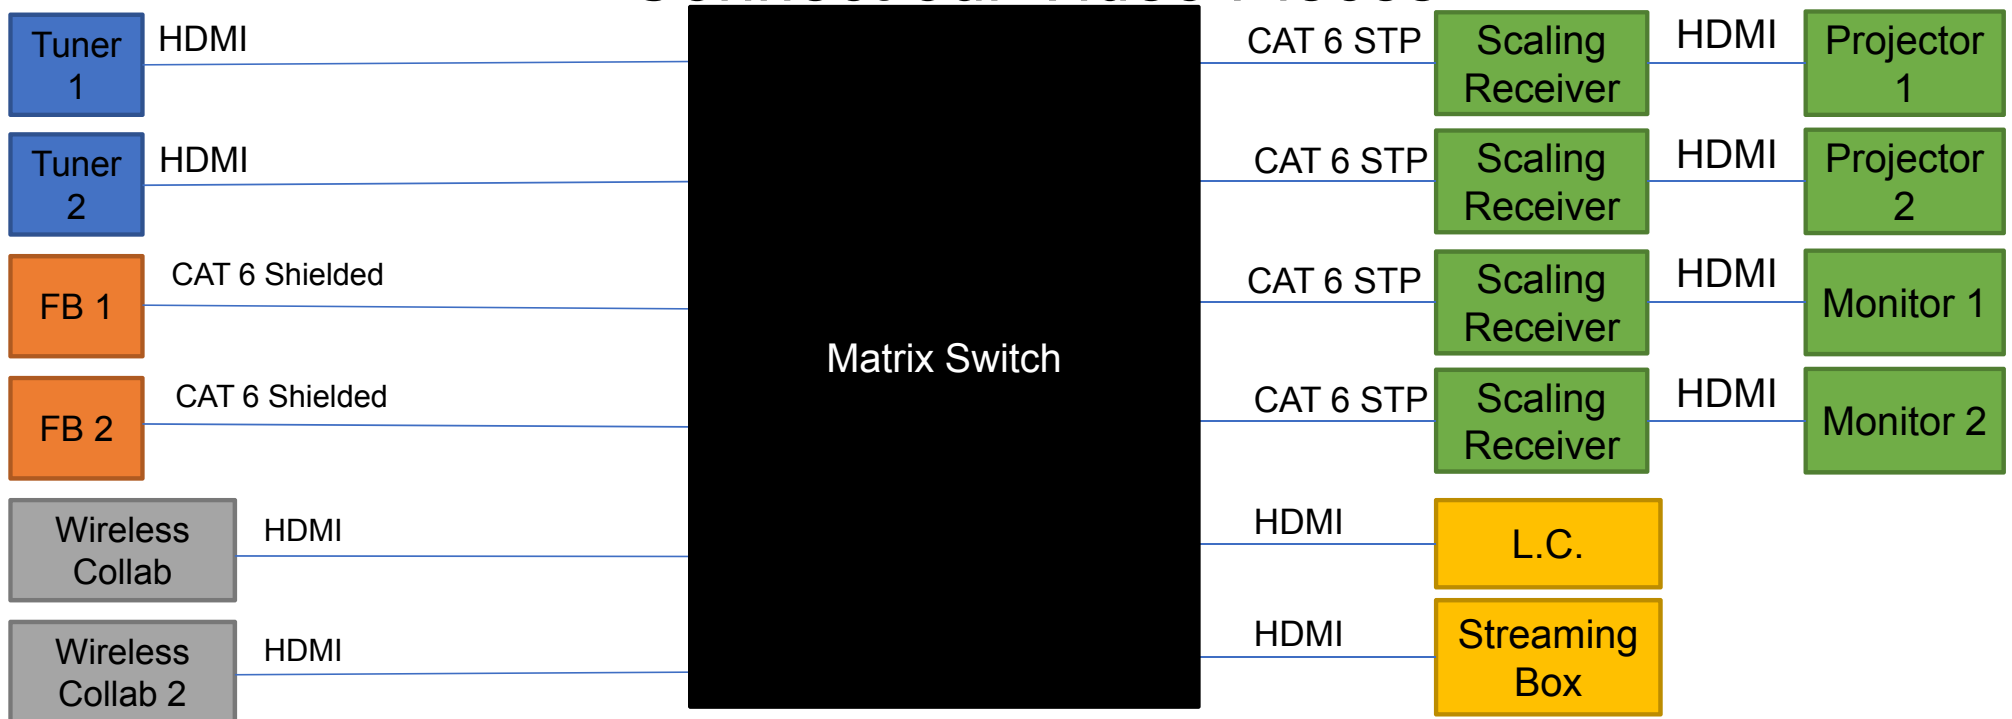 Tuner
1
HDMI
Tuner
2
HDMI
FB 1
CAT 6 Shielded
FB 2
CAT 6 Shielded
Wireless
Collab
HDMI
Wireless
Collab 2
HDMI
Matrix Switch
CAT 6 STP
Scaling
Receiver
HDMI
Projector
1
CAT 6 STP
Scaling
Receiver
HDMI
Projector
2
CAT 6 STP
Scaling
Receiver
HDMI
Monitor 1
CAT 6 STP
Scaling
Receiver
HDMI
Monitor 2
HDMI
L.C.
HDMI
Streaming
Box